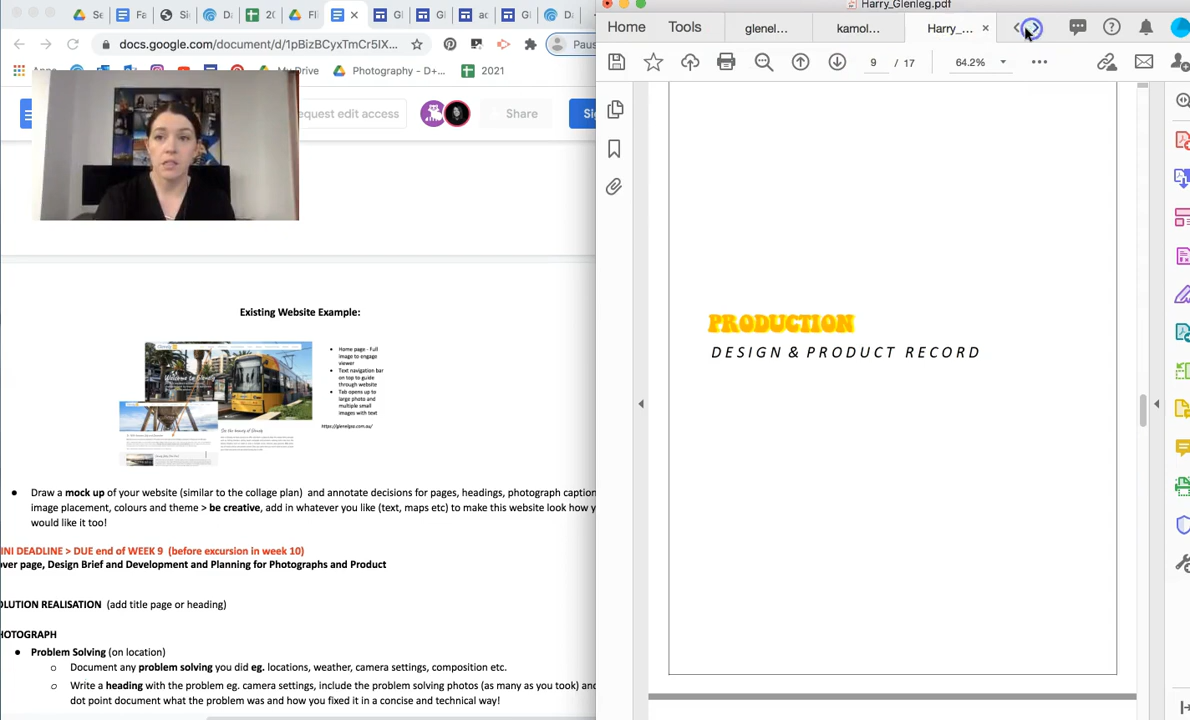 Harry_Glenleg.pdf
docs.google.com/document/d/1pBizBCyxTmCr5IX...
Paus
My Drive
Photography - D+...
2021
equest edit access
Share
Home
Tools
glenel...
kamol...
Harry_...
9 / 17
64.2%
Existing Website Example:
Home page - Full
image to engage
viewer
Text navigation bar
on top to guide
through website
Tab opens up to
large photo and
multiple small
images with text
https://glenelgsa.com.au/
Draw a mock up of your website (similar to the collage plan) and annotate decisions for pages, headings, photograph caption
image placement, colours and theme > be creative, add in whatever you like (text, maps etc) to make this website look how y
would like it too!
INI DEADLINE > DUE end of WEEK 9 (before excursion in week 10)
over page, Design Brief and Development and Planning for Photographs and Product
OLUTION REALISATION (add title page or heading)
HOTOGRAPH
Problem Solving (on location)
Document any problem solving you did eg. locations, weather, camera settings, composition etc.
Write a heading with the problem eg. camera settings, include the problem solving photos (as many as you took) and
dot point document what the problem was and how you fixed it in a concise and technical way!
PRODUCTION
DESIGN & PRODUCT RECORD